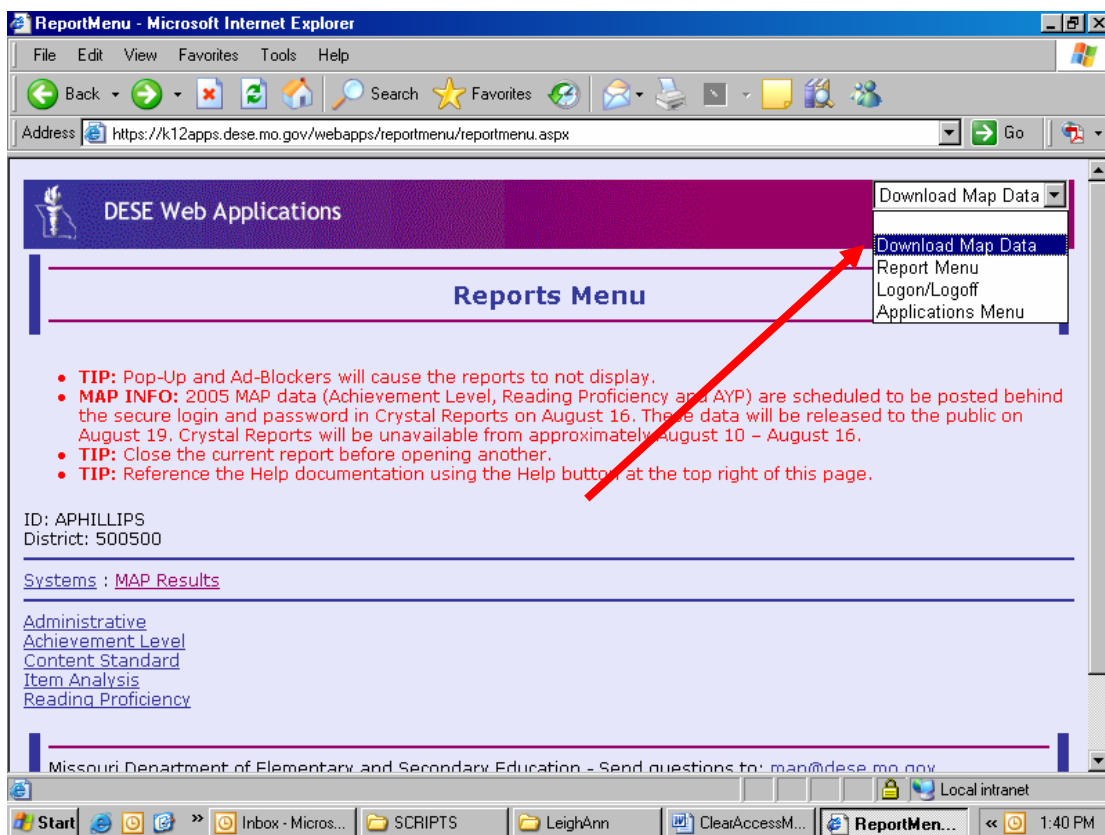 ReportMenu - Microsoft Internet Explorer
File Edit View Favorites Tools Help
Back Search Favorites
Address https://k12apps.dese.mo.gov/webapps/reportmenu/reportmenu.aspx Go
DESE Web Applications
Download Map Data
Download Map Data
Report Menu
Logon/Logoff
Applications Menu
Reports Menu
• TIP: Pop-Up and Ad-Blockers will cause the reports to not display.
• MAP INFO: 2005 MAP data (Achievement Level, Reading Proficiency and AYP) are scheduled to be posted behind
the secure login and password in Crystal Reports on August 16. These data will be released to the public on
August 19. Crystal Reports will be unavailable from approximately August 10 – August 16.
• TIP: Close the current report before opening another.
• TIP: Reference the Help documentation using the Help button at the top right of this page.
ID: APHILLIPS
District: 500500
Systems : MAP Results
Administrative
Achievement Level
Content Standard
Item Analysis
Reading Proficiency
Missouri Department of Elementary and Secondary Education - Send questions to: map@dese.mo.gov
Local intranet
Start » Inbox - Micros... SCRIPTS LeighAnn ClearAccessM... ReportMen... « 1:40 PM